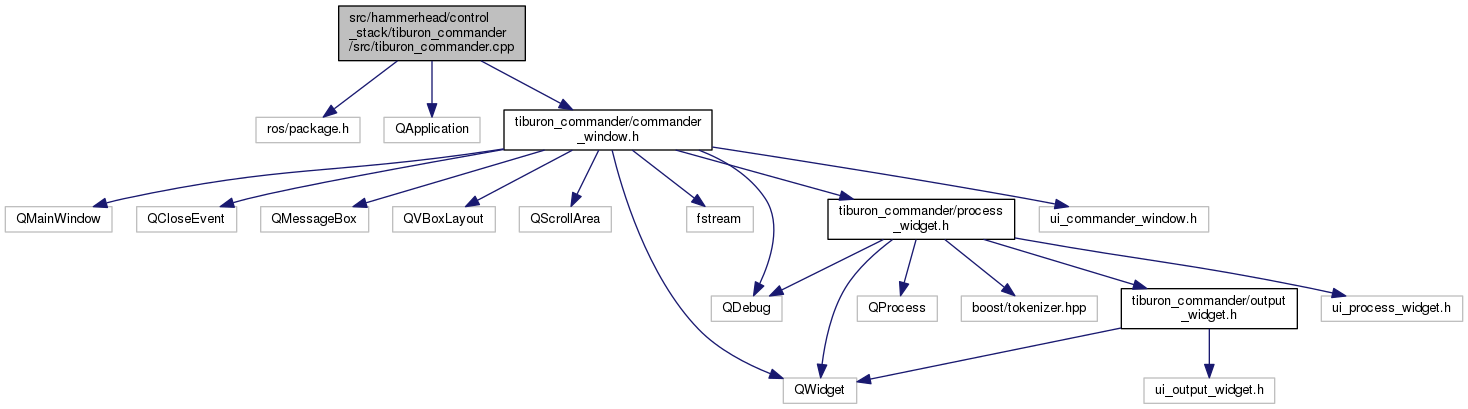 src/hammerhead/control
_stack/tiburon_commander
/src/tiburon_commander.cpp
ros/package.h
QApplication
tiburon_commander/commander
_window.h
QMainWindow
QCloseEvent
QMessageBox
QVBoxLayout
QScrollArea
fstream
tiburon_commander/process
_widget.h
ui_commander_window.h
QDebug
QProcess
boost/tokenizer.hpp
tiburon_commander/output
_widget.h
ui_process_widget.h
QWidget
ui_output_widget.h